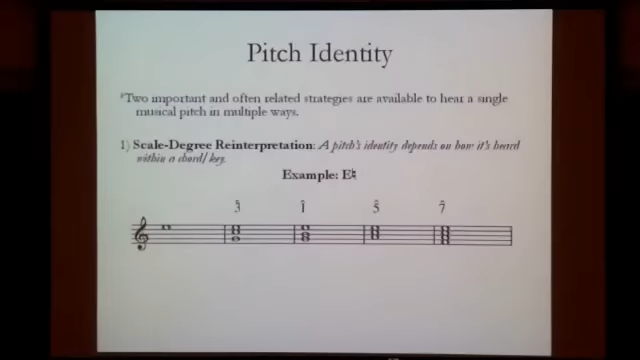 Pitch Identity
*Two important and often related strategies are available to hear a single
musical pitch in multiple ways.
1) Scale-Degree Reinterpretation: A pitch's identity depends on how it's heard
within a chord/key.
Example: E♮
3̂ 1̂ 5̂ 7̂